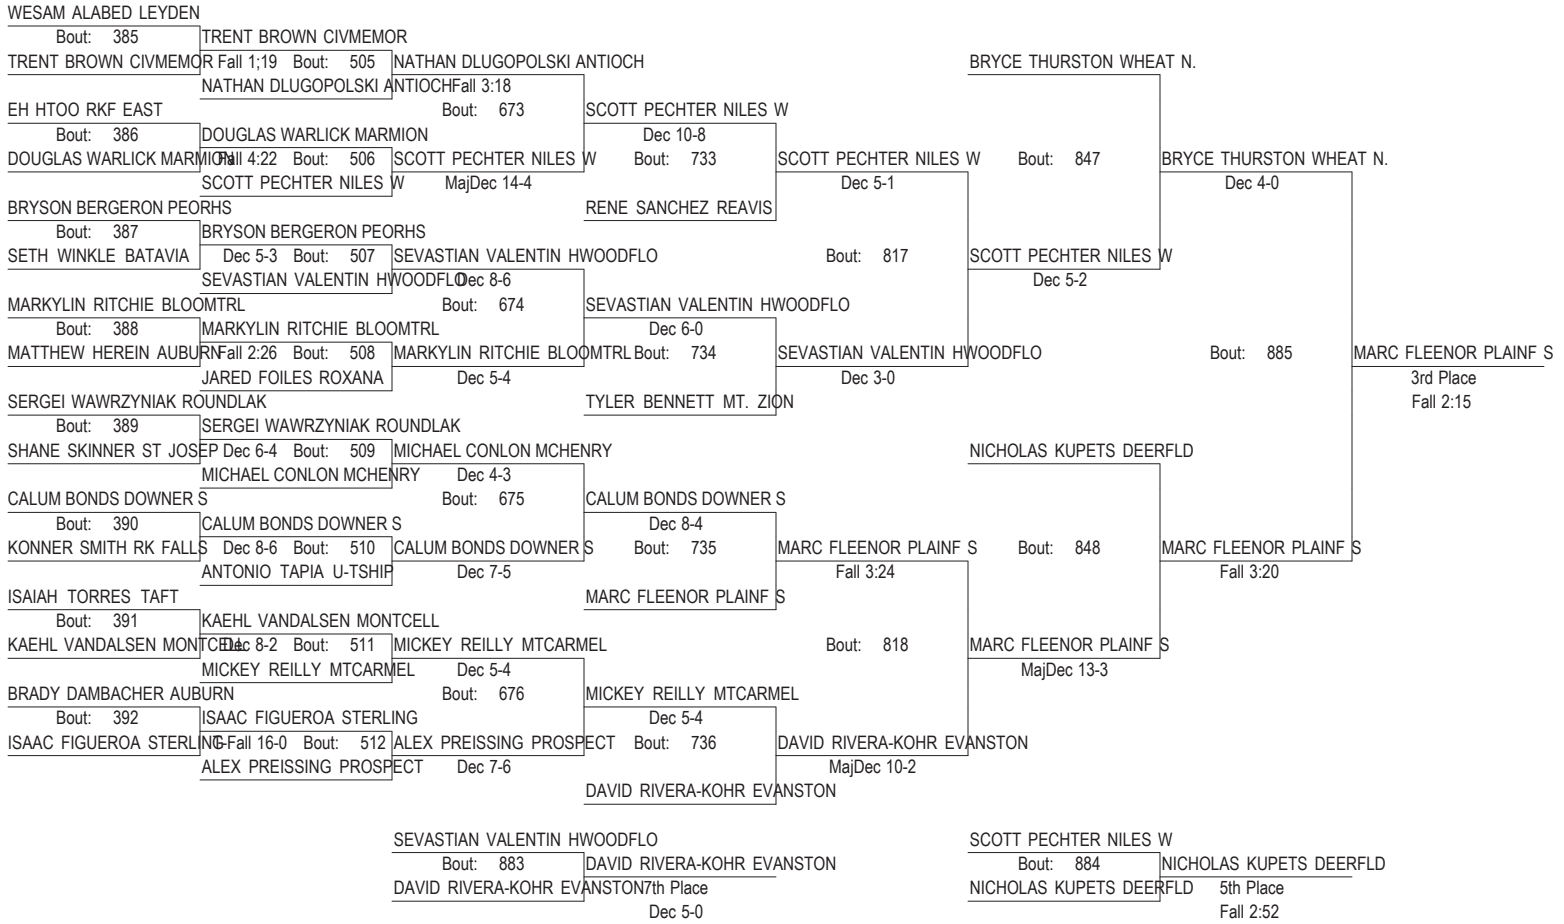 WESAM ALABED LEYDEN
Bout: 385 TRENT BROWN CIVMEMOR
TRENT BROWN CIVMEMOR Fall 1;19 Bout: 505 NATHAN DLUGOPOLSKI ANTIOCH BRYCE THURSTON WHEAT N.
NATHAN DLUGOPOLSKI ANTIOCH Fall 3:18
EH HTOO RKF EAST Bout: 673 SCOTT PECHTER NILES W
Bout: 386 DOUGLAS WARLICK MARMION Dec 10-8
DOUGLAS WARLICK MARMION Fall 4:22 Bout: 506 SCOTT PECHTER NILES W Bout: 733 SCOTT PECHTER NILES W Bout: 847 BRYCE THURSTON WHEAT N.
SCOTT PECHTER NILES W MajDec 14-4 Dec 5-1 Dec 4-0
BRYSON BERGERON PEORHS RENE SANCHEZ REAVIS
Bout: 387 BRYSON BERGERON PEORHS
SETH WINKLE BATAVIA Dec 5-3 Bout: 507 SEVASTIAN VALENTIN HWOODFLO Bout: 817 SCOTT PECHTER NILES W
SEVASTIAN VALENTIN HWOODFLO Dec 8-6 Dec 5-2
MARKYLIN RITCHIE BLOOMTRL Bout: 674 SEVASTIAN VALENTIN HWOODFLO
Bout: 388 MARKYLIN RITCHIE BLOOMTRL Dec 6-0
MATTHEW HEREIN AUBURN Fall 2:26 Bout: 508 MARKYLIN RITCHIE BLOOMTRL Bout: 734 SEVASTIAN VALENTIN HWOODFLO Bout: 885 MARC FLEENOR PLAINF S
JARED FOILES ROXANA Dec 5-4 Dec 3-0 3rd Place
SERGEI WAWRZYNIAK ROUNDLAK TYLER BENNETT MT. ZION Fall 2:15
Bout: 389 SERGEI WAWRZYNIAK ROUNDLAK
SHANE SKINNER ST JOSEP Dec 6-4 Bout: 509 MICHAEL CONLON MCHENRY NICHOLAS KUPETS DEERFLD
MICHAEL CONLON MCHENRY Dec 4-3
CALUM BONDS DOWNER S Bout: 675 CALUM BONDS DOWNER S
Bout: 390 CALUM BONDS DOWNER S Dec 8-4
KONNER SMITH RK FALLS Dec 8-6 Bout: 510 CALUM BONDS DOWNER S Bout: 735 MARC FLEENOR PLAINF S Bout: 848 MARC FLEENOR PLAINF S
ANTONIO TAPIA U-TSHIP Dec 7-5 Fall 3:24 Fall 3:20
ISAIAH TORRES TAFT MARC FLEENOR PLAINF S
Bout: 391 KAEHL VANDALSEN MONTCELL
KAEHL VANDALSEN MONTCELL Dec 8-2 Bout: 511 MICKEY REILLY MTCARMEL Bout: 818 MARC FLEENOR PLAINF S
MICKEY REILLY MTCARMEL Dec 5-4 MajDec 13-3
BRADY DAMBACHER AUBURN Bout: 676 MICKEY REILLY MTCARMEL
Bout: 392 ISAAC FIGUEROA STERLING Dec 5-4
ISAAC FIGUEROA STERLING T-Fall 16-0 Bout: 512 ALEX PREISSING PROSPECT Bout: 736 DAVID RIVERA-KOHR EVANSTON
ALEX PREISSING PROSPECT Dec 7-6 MajDec 10-2
DAVID RIVERA-KOHR EVANSTON
SEVASTIAN VALENTIN HWOODFLO SCOTT PECHTER NILES W
Bout: 883 DAVID RIVERA-KOHR EVANSTON Bout: 884 NICHOLAS KUPETS DEERFLD
DAVID RIVERA-KOHR EVANSTON 7th Place NICHOLAS KUPETS DEERFLD 5th Place
Dec 5-0 Fall 2:52